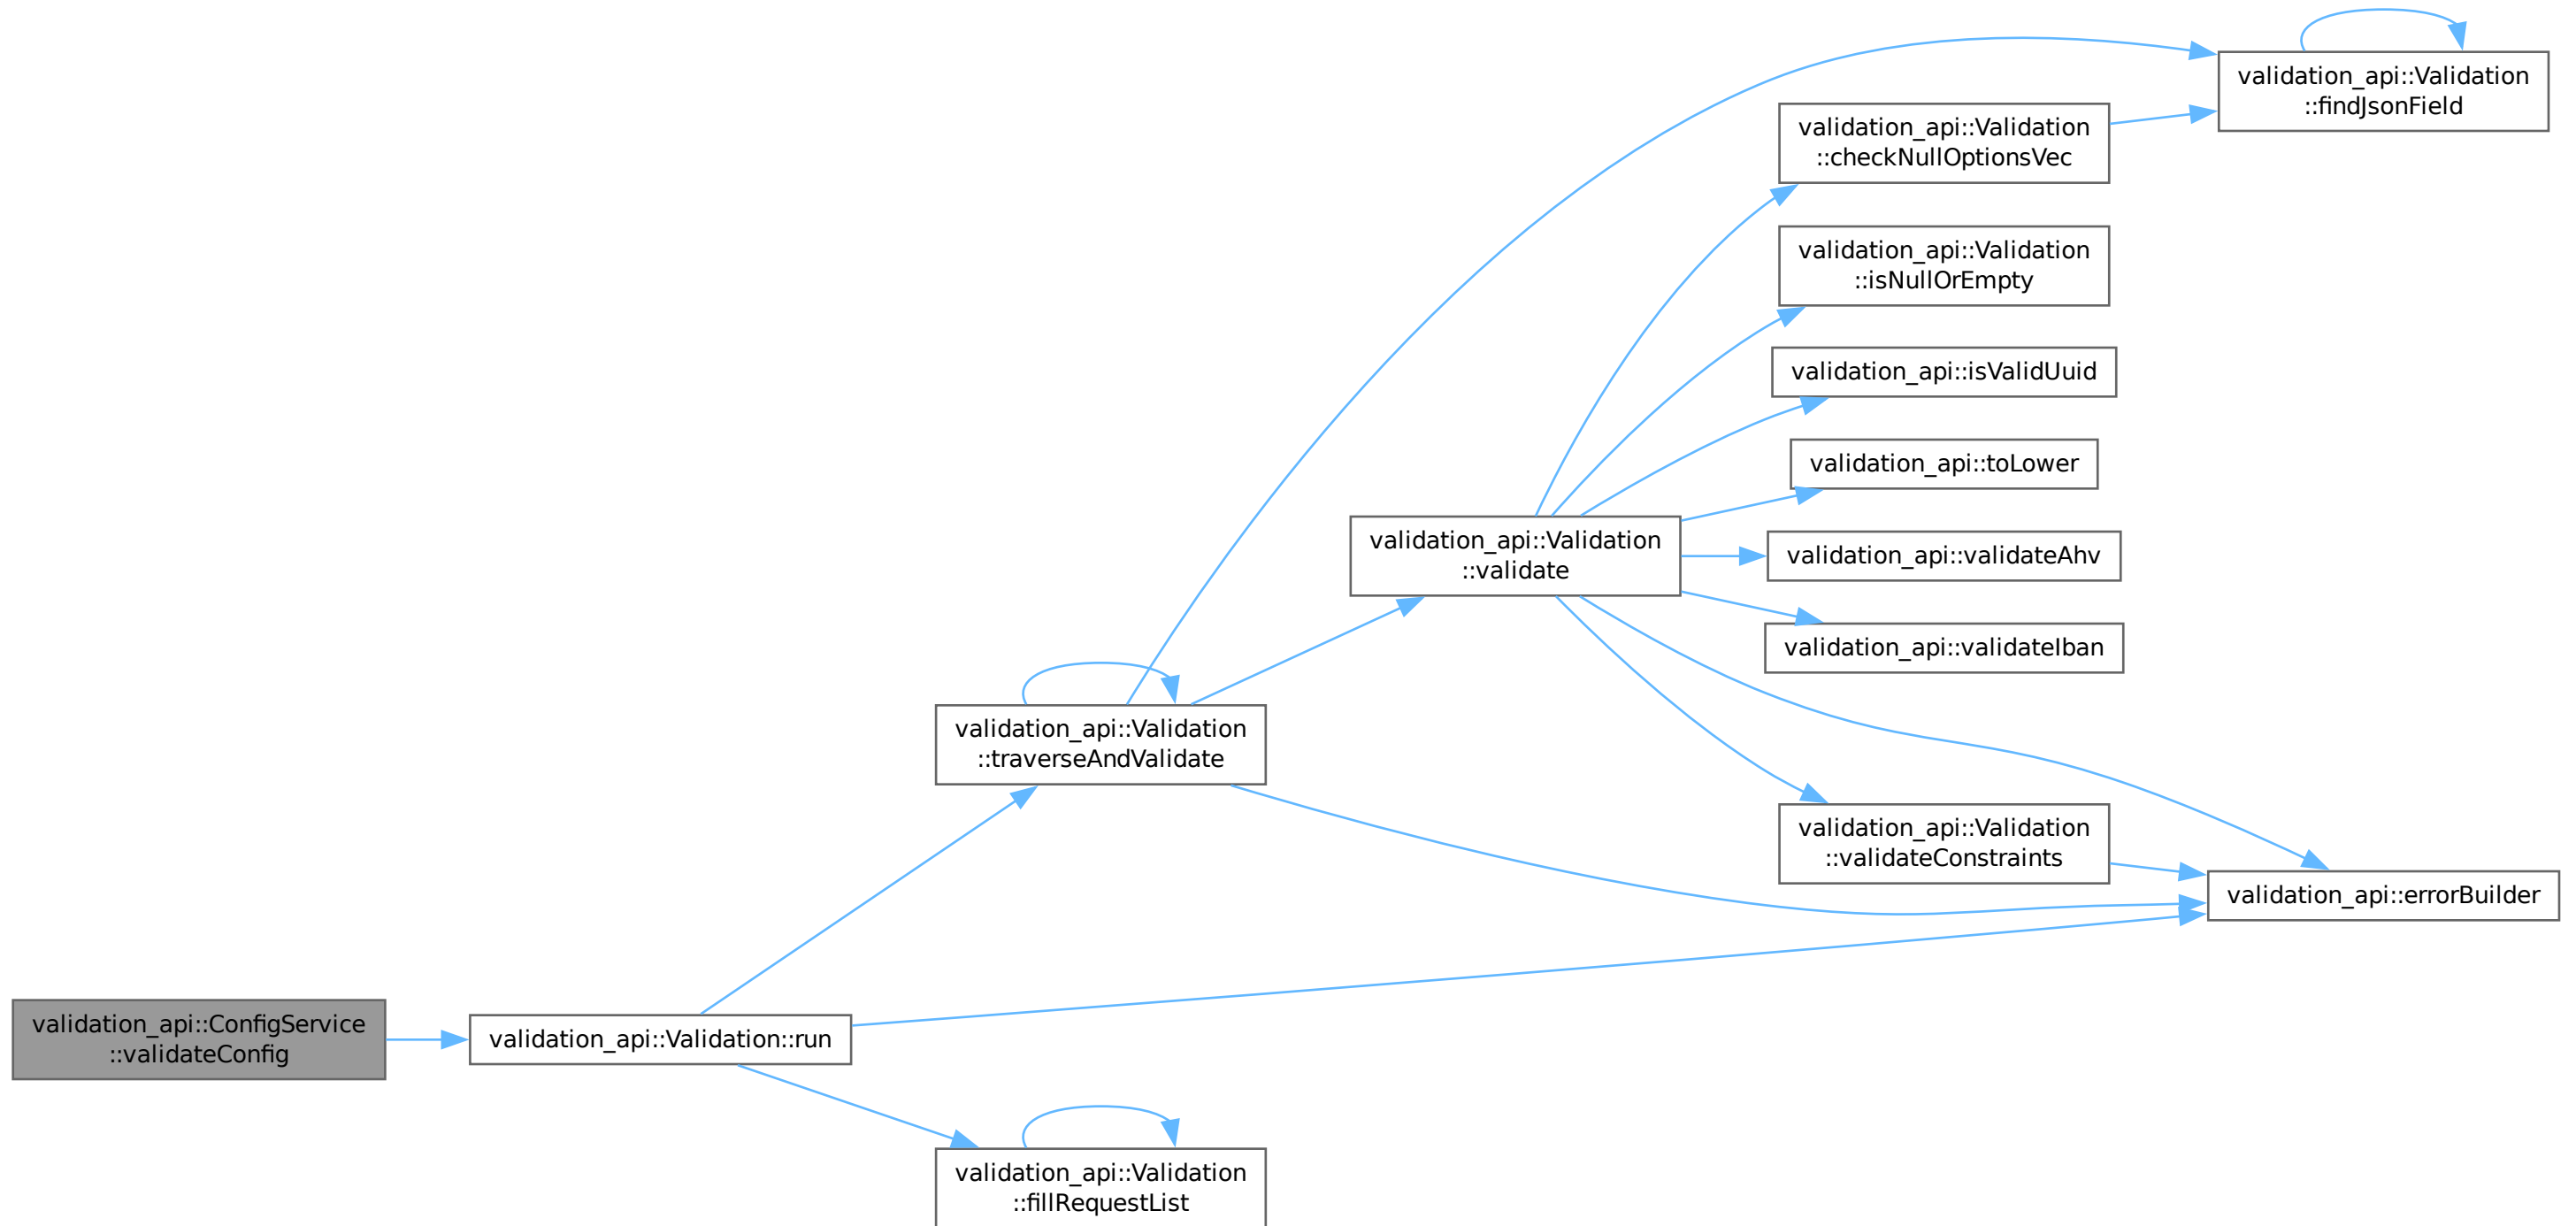 validation_api::Validation
::findJsonField
validation_api::Validation
::checkNullOptionsVec
validation_api::Validation
::isNullOrEmpty
validation_api::isValidUuid
validation_api::toLower
validation_api::Validation
::validate
validation_api::validateAhv
validation_api::validateIban
validation_api::Validation
::traverseAndValidate
validation_api::Validation
::validateConstraints
validation_api::errorBuilder
validation_api::ConfigService
::validateConfig
validation_api::Validation::run
validation_api::Validation
::fillRequestList